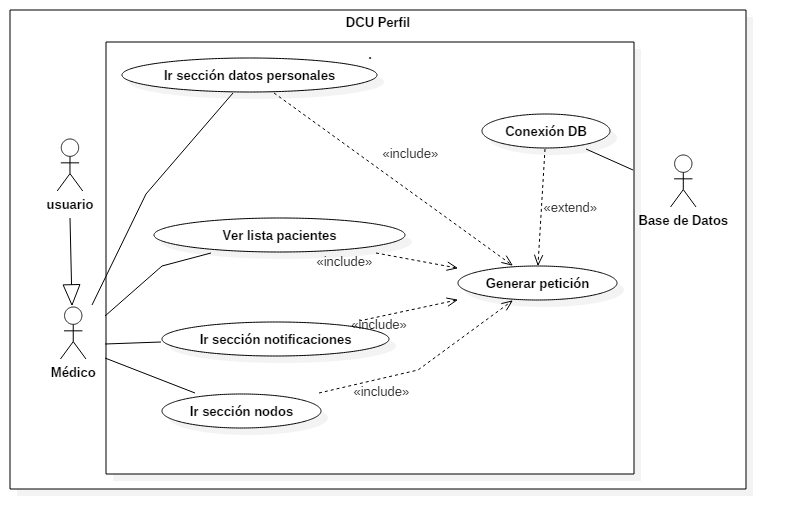 DCU Perfil
Ir sección datos personales
Conexión DB
«include»
usuario
«extend»
Base de Datos
Ver lista pacientes
«include»
Generar petición
«include»
Ir sección notificaciones
Médico
«include»
Ir sección nodos